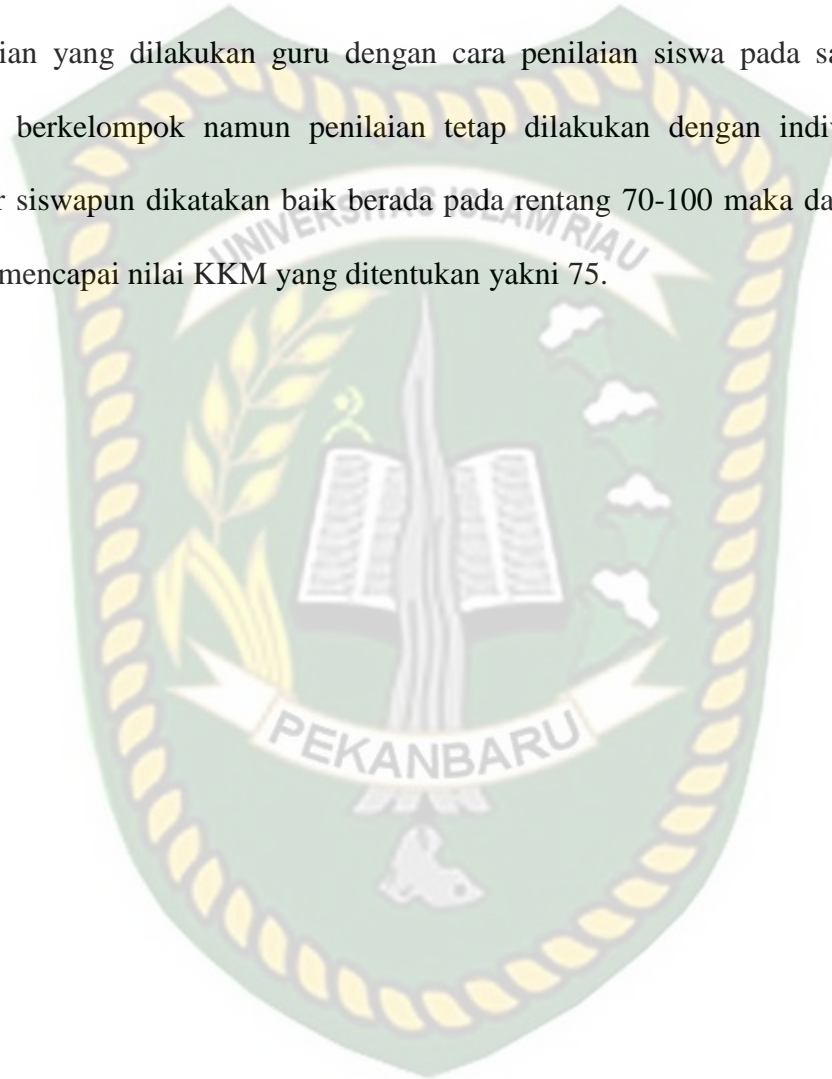 ian yang dilakukan guru dengan cara penilaian siswa pada sa
berkelompok namun penilaian tetap dilakukan dengan indiv
r siswapun dikatakan baik berada pada rentang 70-100 maka da
UNIVERSITAS ISLAM RIAU
mencapai nilai KKM yang ditentukan yakni 75.
PEKANBARU